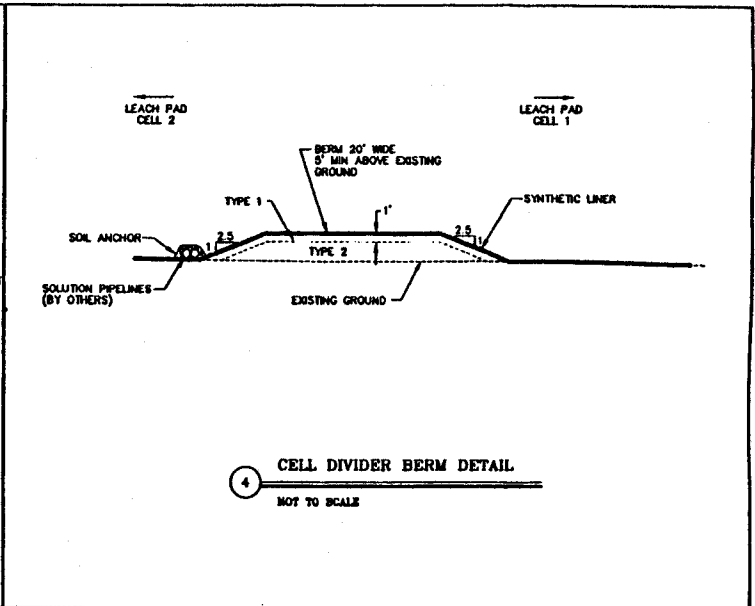 LEACH PAD
CELL 2
LEACH PAD
CELL 1
BERM 20' WIDE
5' MIN ABOVE EXISTING
GROUND
TYPE 1
1'
SYNTHETIC LINER
SOIL ANCHOR
1
2.5
2.5
1
TYPE 2
SOLUTION PIPELINES
(BY OTHERS)
EXISTING GROUND
4
CELL DIVIDER BERM DETAIL
NOT TO SCALE